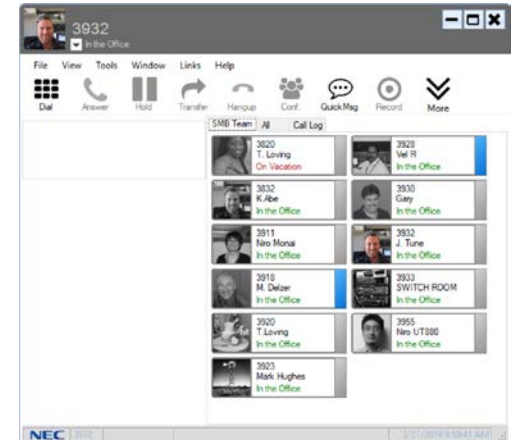 3932
In the Office
File View Tools Window Links Help
Dial Answer Hold Transfer Hangup Conf. Quick Msg Record More
SMB Team All Call Log
3820
T. Loving
On Vacation
3928
Vel R
In the Office
3832
K.Abe
In the Office
3930
Gary
In the Office
3911
Niro Monai
In the Office
3932
J. Tune
In the Office
3918
M. Delzer
In the Office
3933
SWITCH ROOM
In the Office
3920
T.Loving
In the Office
3955
Niro UT880
In the Office
3923
Mark Hughes
In the Office
NEC 3932